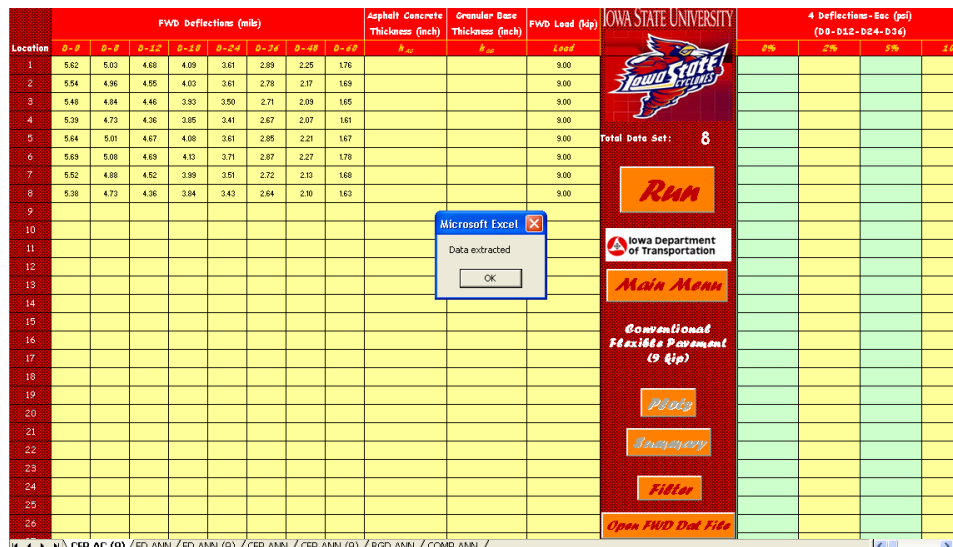 FWD Deflections (mils) Asphalt Concrete Thickness (inch) Granular Base Thickness (inch) FWD Load (kip) IOWA STATE UNIVERSITY 4 Deflections-Eac (psi) (D0-D12-D24-D36)
Location D-0 D-8 D-12 D-18 D-24 D-36 D-48 D-60 h AC h GB Load 0% 2% 5% 10
1 5.62 5.03 4.68 4.09 3.61 2.89 2.25 1.76 9.00
2 5.54 4.96 4.55 4.03 3.61 2.78 2.17 1.69 9.00
3 5.48 4.84 4.46 3.93 3.50 2.71 2.09 1.65 9.00
4 5.39 4.73 4.36 3.85 3.41 2.67 2.07 1.61 9.00
5 5.64 5.01 4.67 4.08 3.61 2.85 2.21 1.67 9.00
6 5.69 5.08 4.69 4.13 3.71 2.87 2.27 1.78 9.00
7 5.52 4.88 4.52 3.99 3.51 2.72 2.13 1.68 9.00
8 5.38 4.73 4.36 3.84 3.43 2.64 2.10 1.63 9.00
9
10
11
12
13
14
15
16
17
18
19
20
21
22
23
24
25
26
Iowa State
CYCLONES
Total Data Set: 8
Run
Microsoft Excel
Data extracted
OK
Iowa Department
of Transportation
Main Menu
Conventional
Flexible Pavement
(9 kip)
Plots
Summary
Filter
Open FWD Dat File
CFP AC (9)